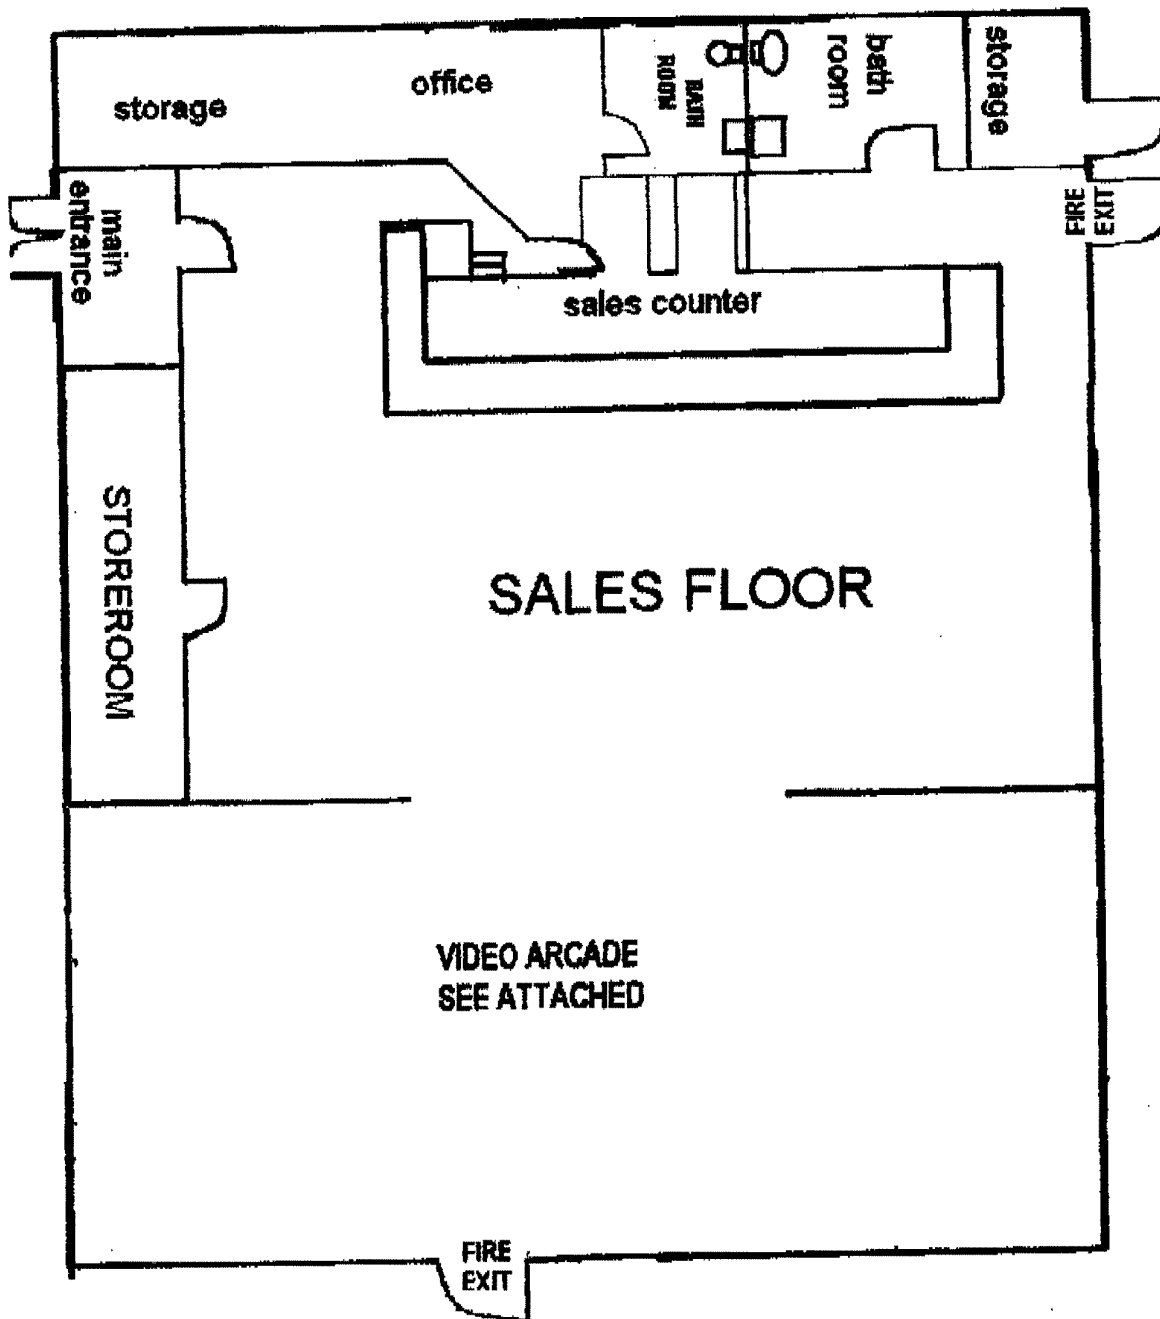 storage
office
BATH
ROOM
bath
room
storage
main
entrance
FIRE
EXIT
sales counter
STOREROOM
SALES FLOOR
VIDEO ARCADE
SEE ATTACHED
FIRE
EXIT